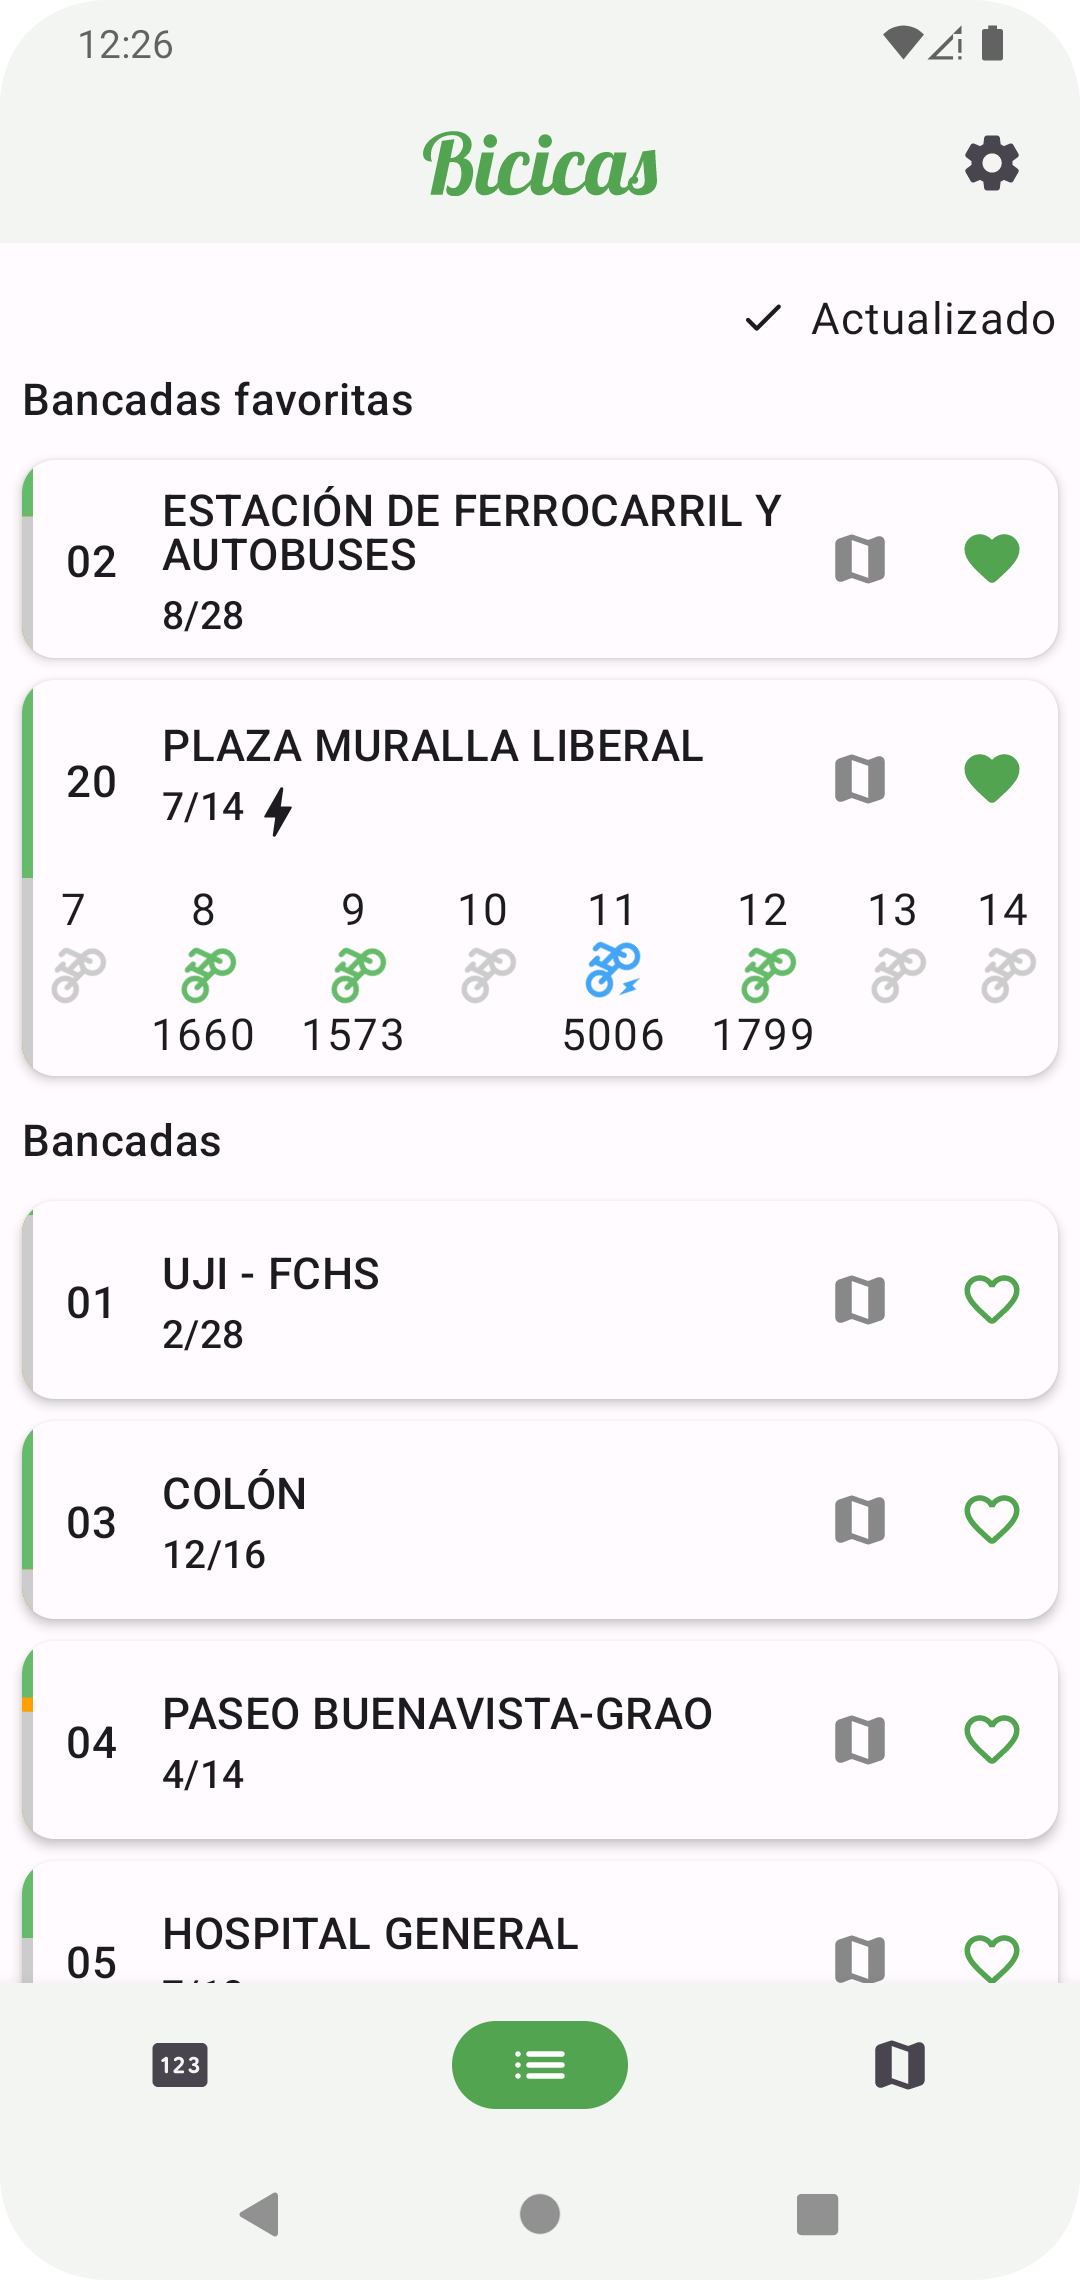 12:26
Bicicas
Actualizado
Bancadas favoritas
02
ESTACIÓN DE FERROCARRIL Y
AUTOBUSES
8/28
20
PLAZA MURALLA LIBERAL
7/14
7 8 9 10 11 12 13 14
1660 1573 5006 1799
Bancadas
01
UJI - FCHS
2/28
03
COLÓN
12/16
04
PASEO BUENAVISTA-GRAO
4/14
05
HOSPITAL GENERAL
123